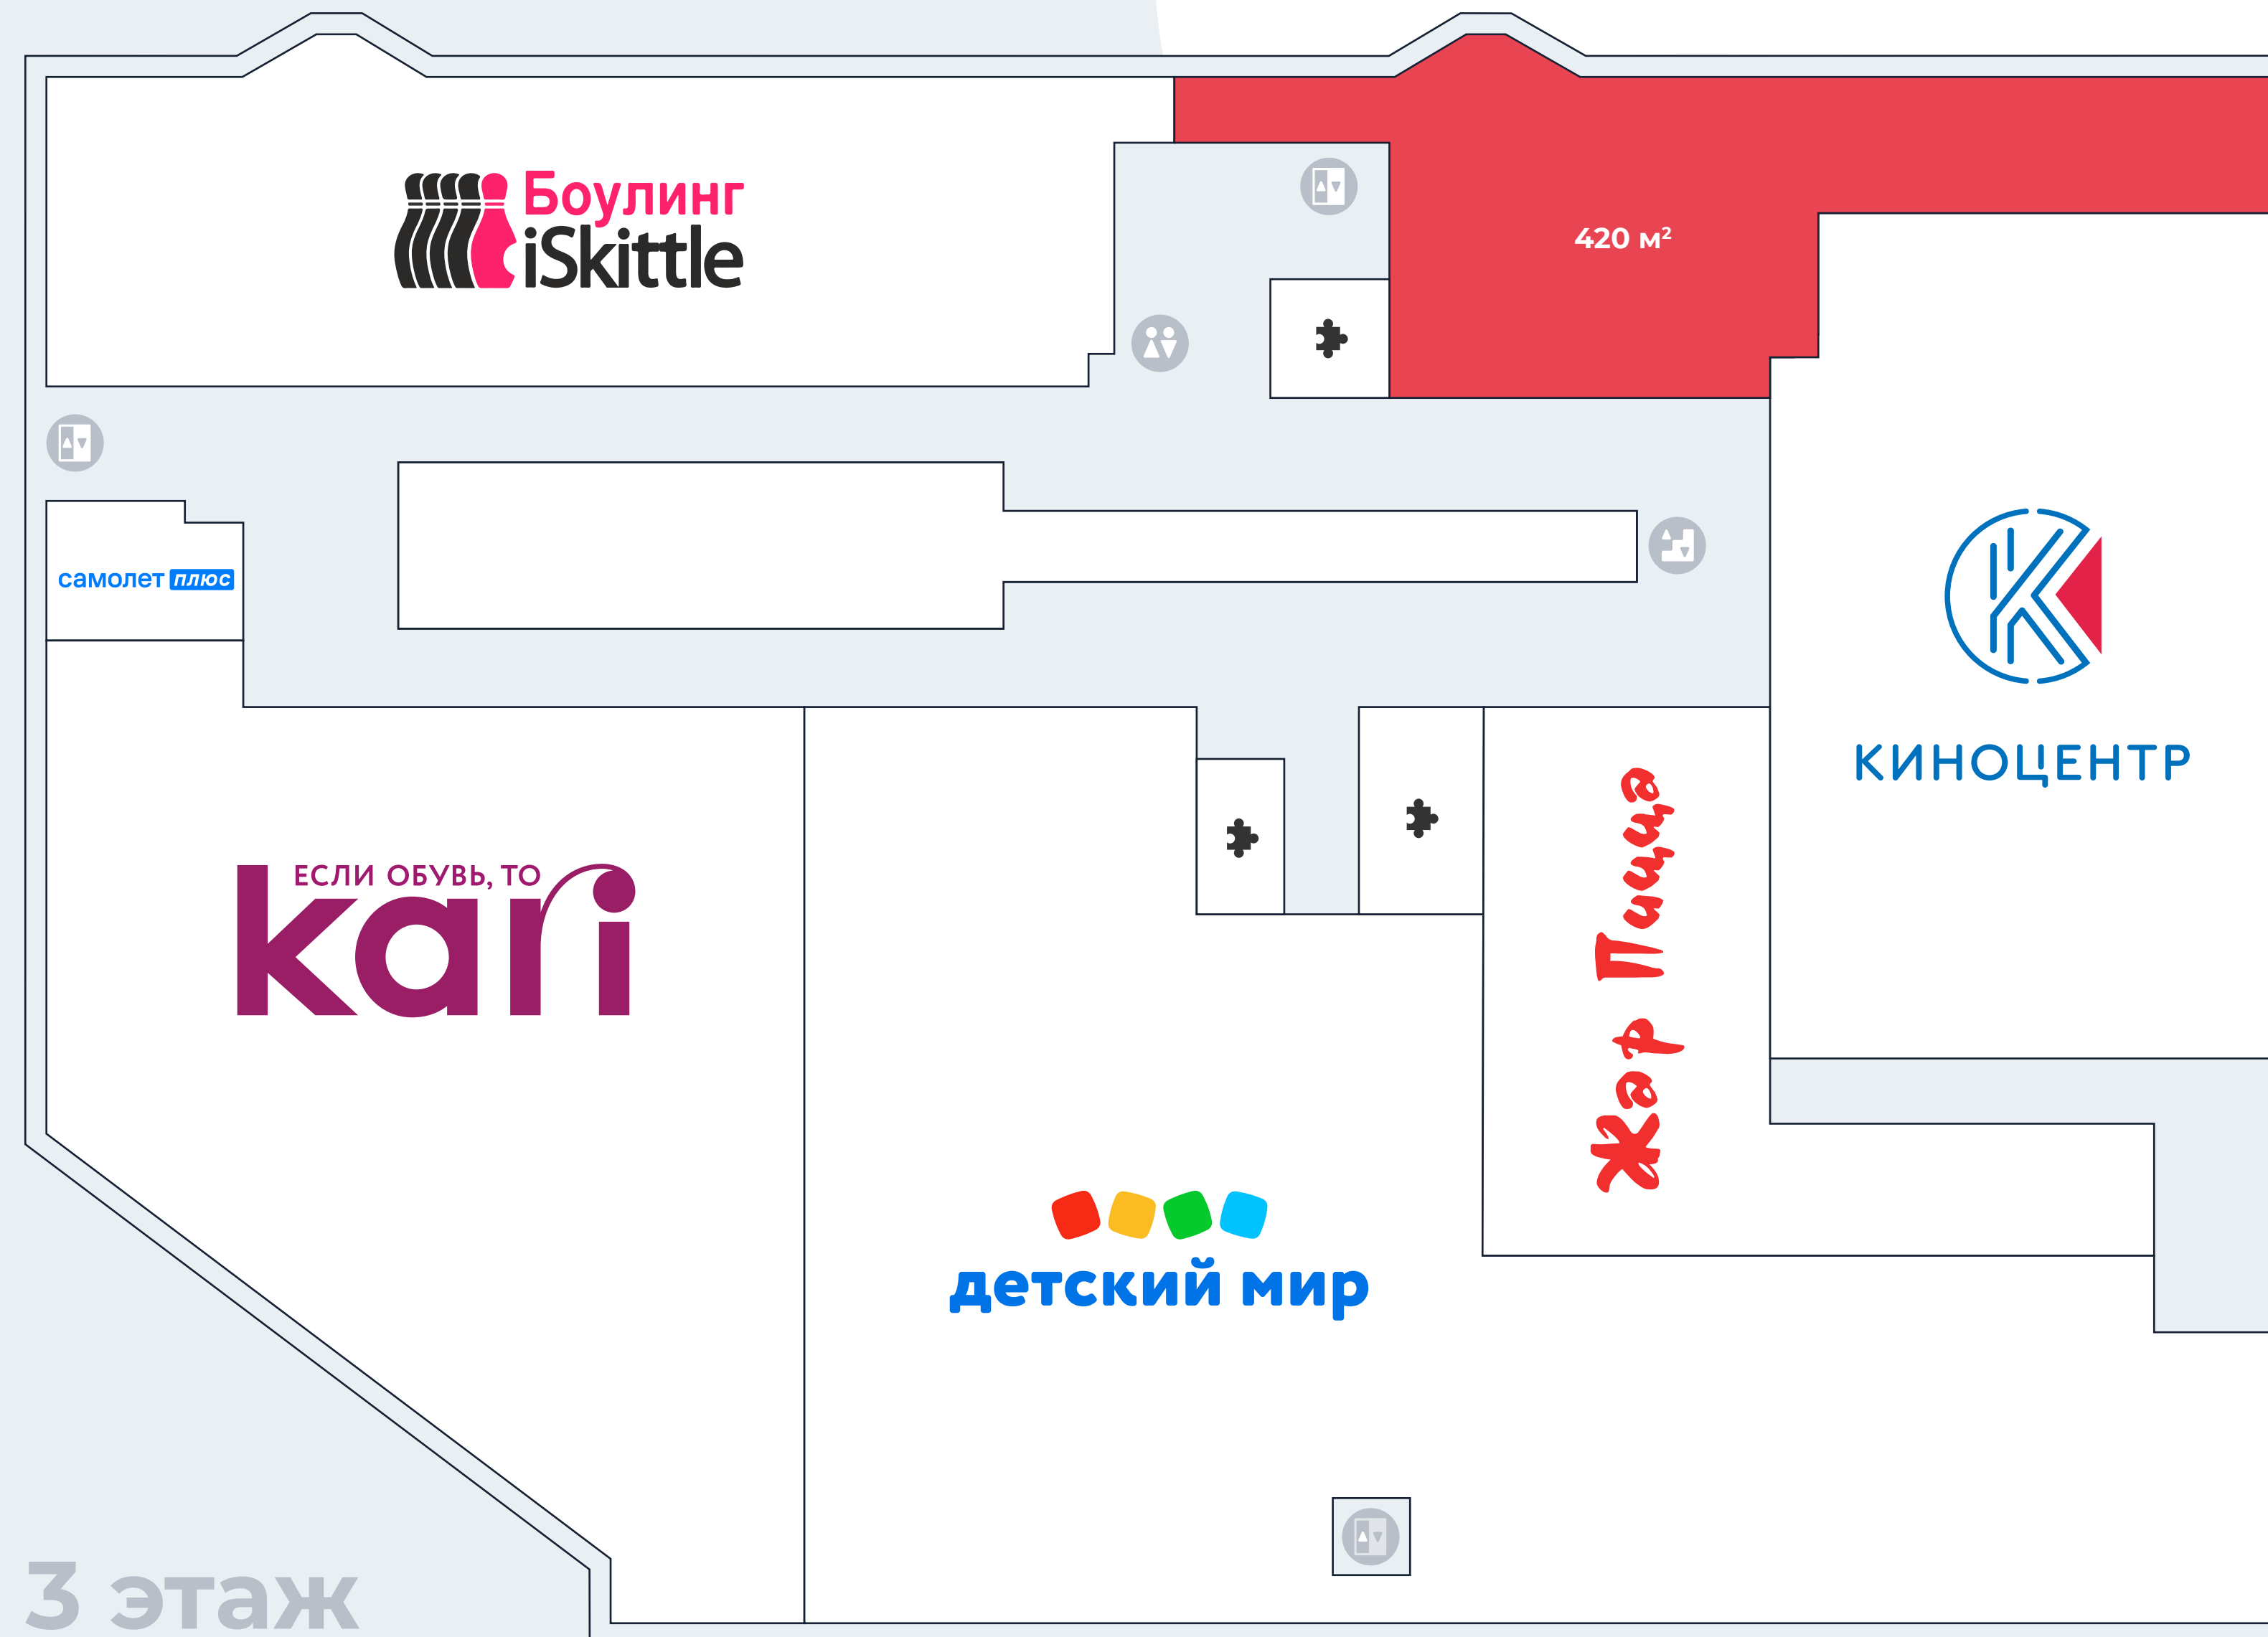 Боулинг
iSkittle
420 м²
самолет плюс
КИНОЦЕНТР
ЕСЛИ ОБУВЬ, ТО
kari
Жар Пицца
детский мир
3 этаж